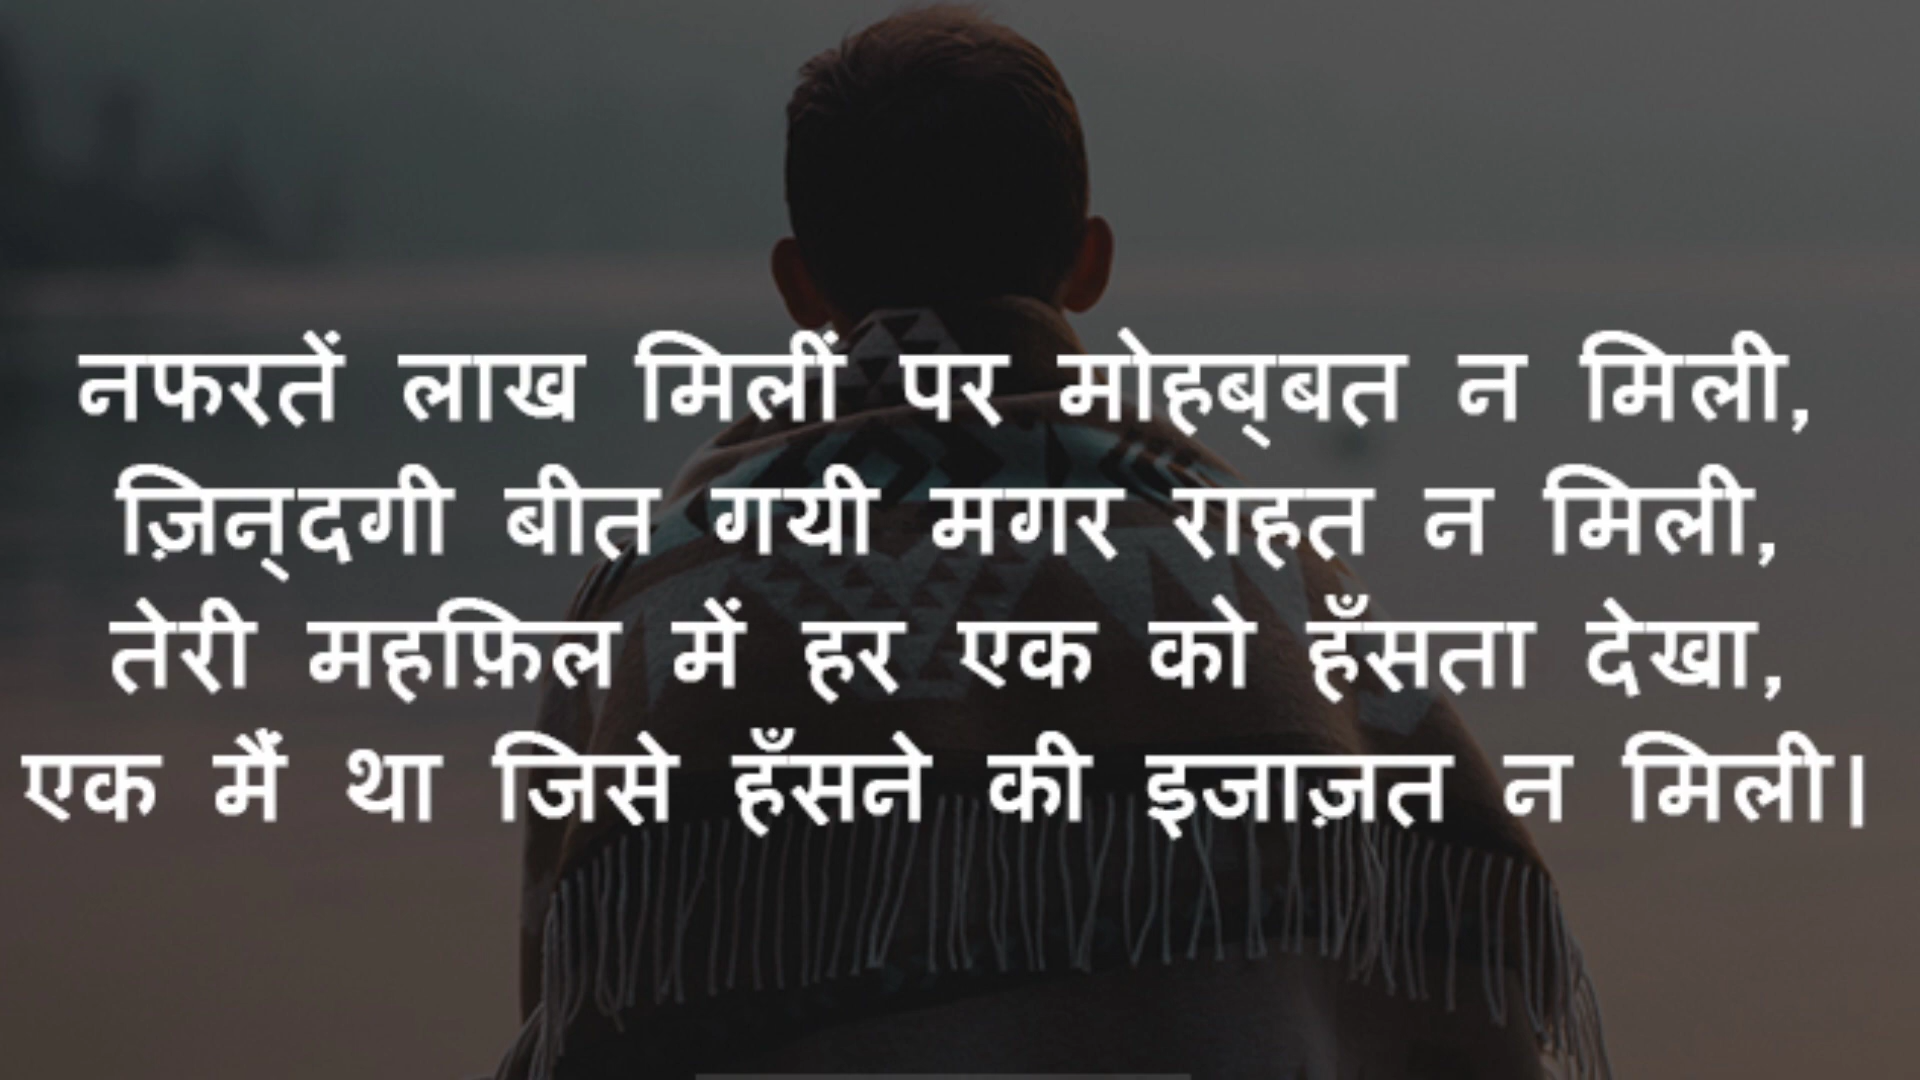 नफरतें लाख मिलीं पर मोहब्‌बत न मिली,
ज़िन्‌दगी बीत गयी मगर राहत न मिली,
तेरी महफ़िल में हर एक को हँसता देखा,
एक मैं था जिसे हँसने की इजाज़त न मिली।